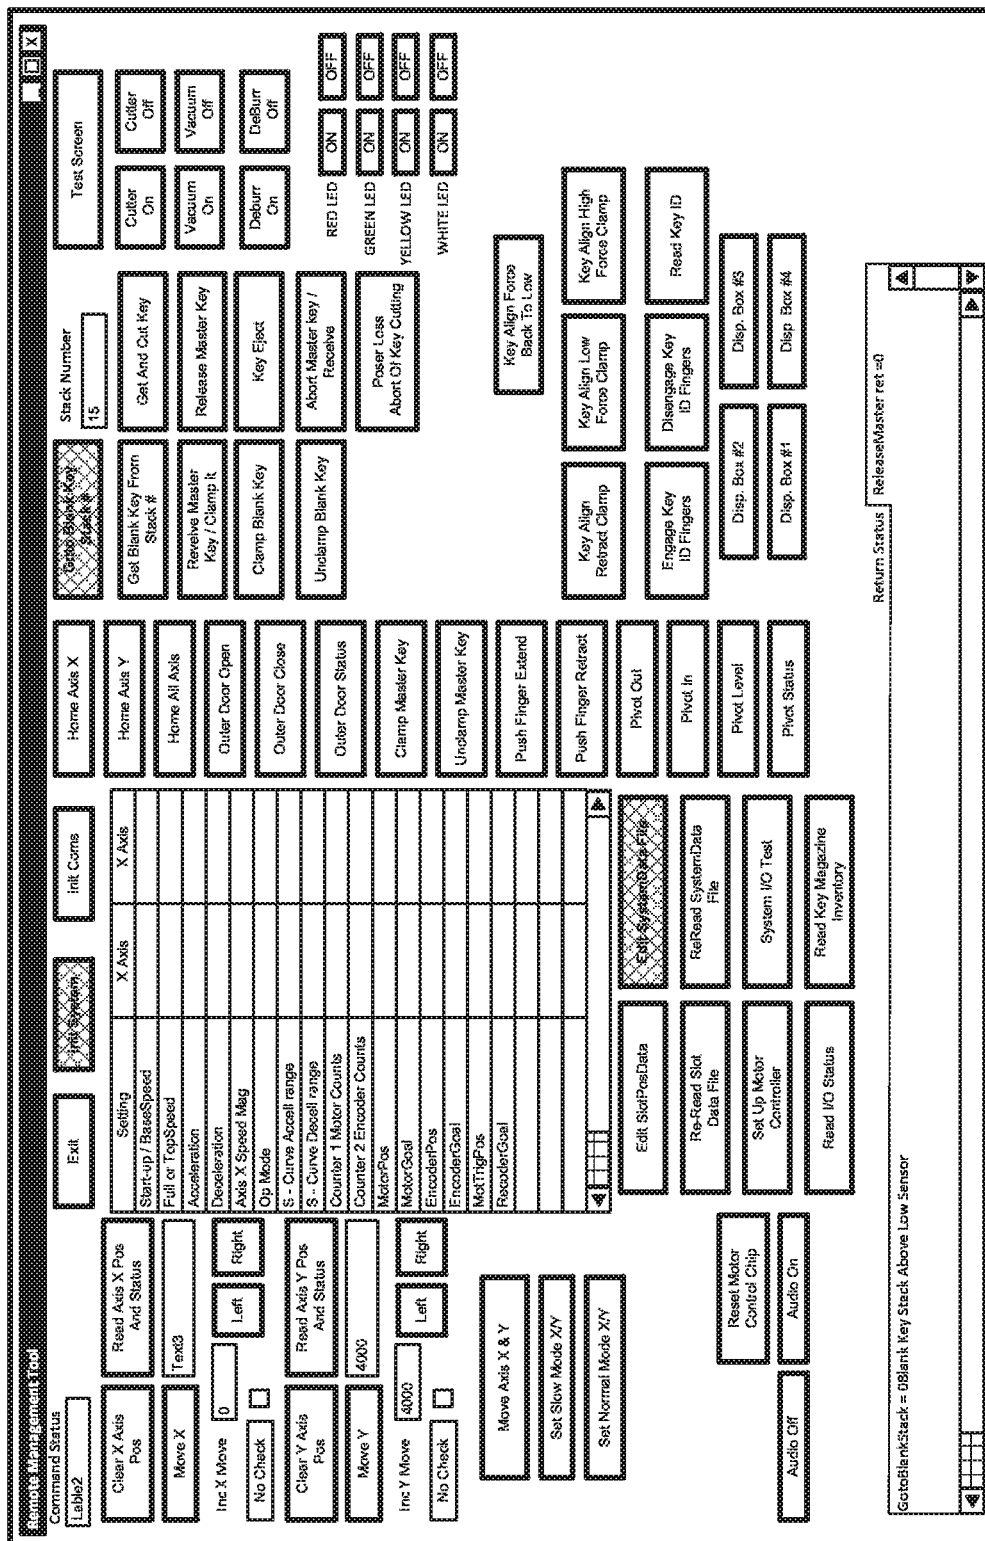 Remote Management Tool
X
Command Status
Lable2
Exit
Init System
Init Coms
Clear X Axis
Pos
Read Axis X Pos
And Status
Move X
Text3
Inc X Move
0
Left
Right
No Check
Clear Y Axis
Pos
Read Axis Y Pos
And Status
Move Y
4000
Inc Y Move
4000
Left
Right
No Check
Move Axis X & Y
Set Slow Mode X/Y
Set Normal Mode X/Y
Reset Motor
Control Chip
Audio Off
Audio On
Setting
X Axis
X Axis
Start-up / BaseSpeed
Full or TopSpeed
Acceleration
Deceleration
Axis X Speed Mag
Op Mode
S - Curve Accell range
S - Curve Decell range
Counter 1 Motor Counts
Counter 2 Encoder Counts
MotorPos
MotorGoal
EncoderPos
EncoderGoal
MotTrigPos
RecoderGoal
Edit SlotPosData
Edit SystemData File
Re-Read Slot
Data File
ReRead SystemData
File
Set Up Motor
Controller
System I/O Test
Read I/O Status
Read Key Magazine
Inventory
Home Axis X
Home Axis Y
Home All Axis
Outer Door Open
Outer Door Close
Outer Door Status
Clamp Master Key
Unclamp Master Key
Push Finger Extend
Push Finger Retract
Pivot Out
Pivot In
Pivot Level
Pivot Status
Goto Blank Key
Stack #
Stack Number
15
Get Blank Key From
Stack #
Get And Cut Key
Reveive Master
Key / Clamp It
Release Master Key
Clamp Blank Key
Key Eject
Unclamp Blank Key
Abort Master key /
Receive
Poser Loss
Abort Of Key Cutting
Test Screen
Cutter
On
Cutter
Off
Vacuum
On
Vacuum
Off
Deburr
On
DeBurr
Off
RED LED
ON
OFF
GREEN LED
ON
OFF
YELLOW LED
ON
OFF
WHITE LED
ON
OFF
Key Align Force
Back To Low
Key Align
Retract Clamp
Key Align Low
Force Clamp
Key Align High
Force Clamp
Engage Key
ID Fingers
Disengage Key
ID Fingers
Read Key ID
Disp. Box #2
Disp. Box #3
Disp. Box #1
Disp. Box #4
Return Status
ReleaseMaster ret =0
GotoBlankStack = 0Blank Key Stack Above Low Sensor